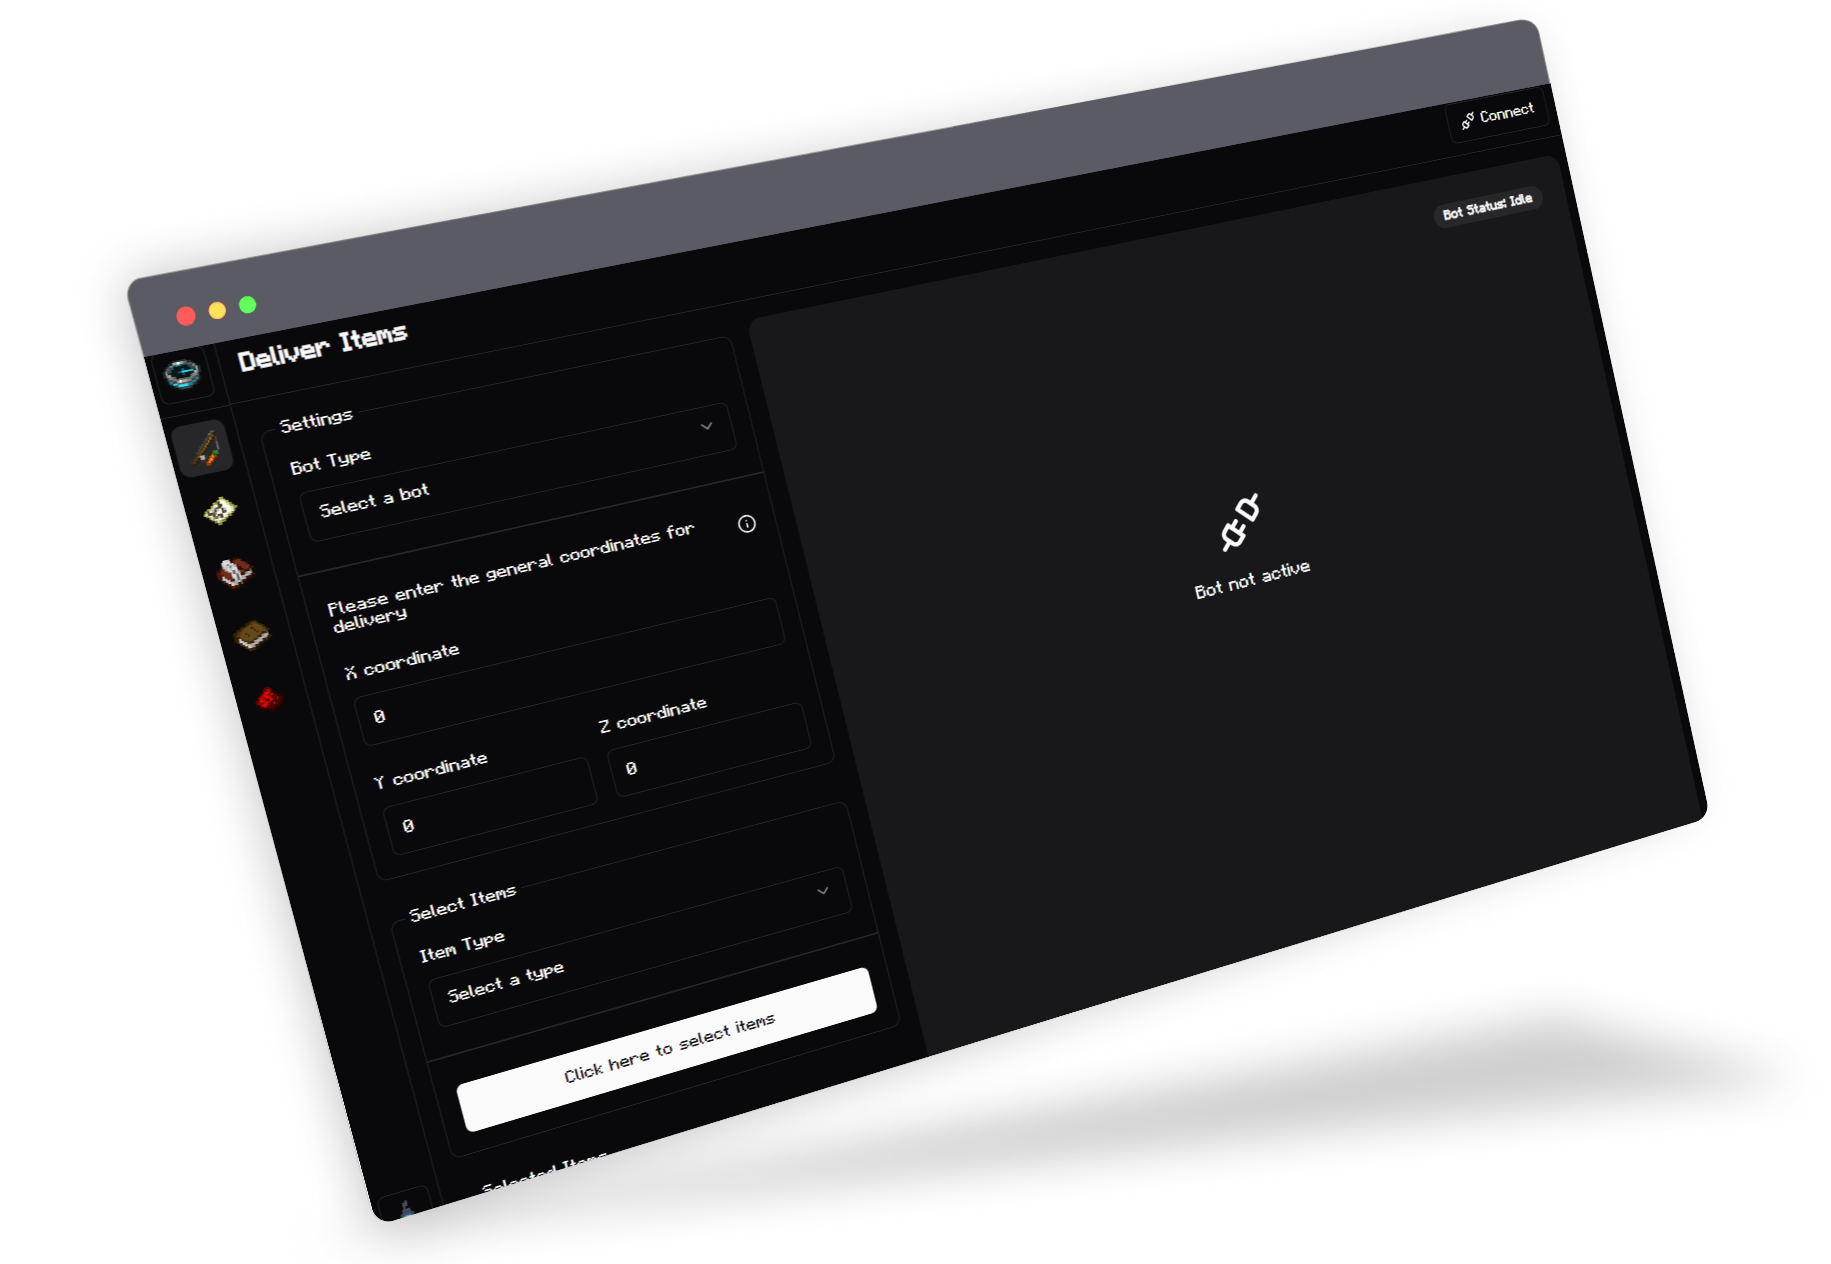 Connect
Deliver Items
Bot Status: Idle
Settings
Bot Type
Select a bot
Please enter the general coordinates for
delivery
X coordinate
0
Y coordinate
Z coordinate
0
0
Select Items
Item Type
Select a type
Click here to select items
Selected Items
Bot not active